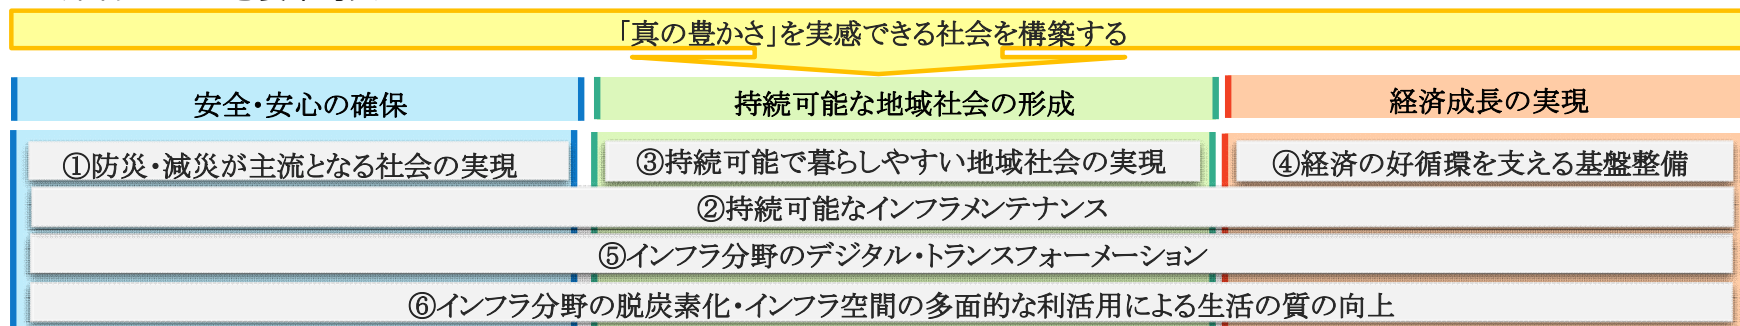 「真の豊かさ」を実感できる社会を構築する
安全・安心の確保
持続可能な地域社会の形成
経済成長の実現
①防災・減災が主流となる社会の実現
③持続可能で暮らしやすい地域社会の実現
④経済の好循環を支える基盤整備
②持続可能なインフラメンテナンス
⑤インフラ分野のデジタル・トランスフォーメーション
⑥インフラ分野の脱炭素化・インフラ空間の多面的な利活用による生活の質の向上